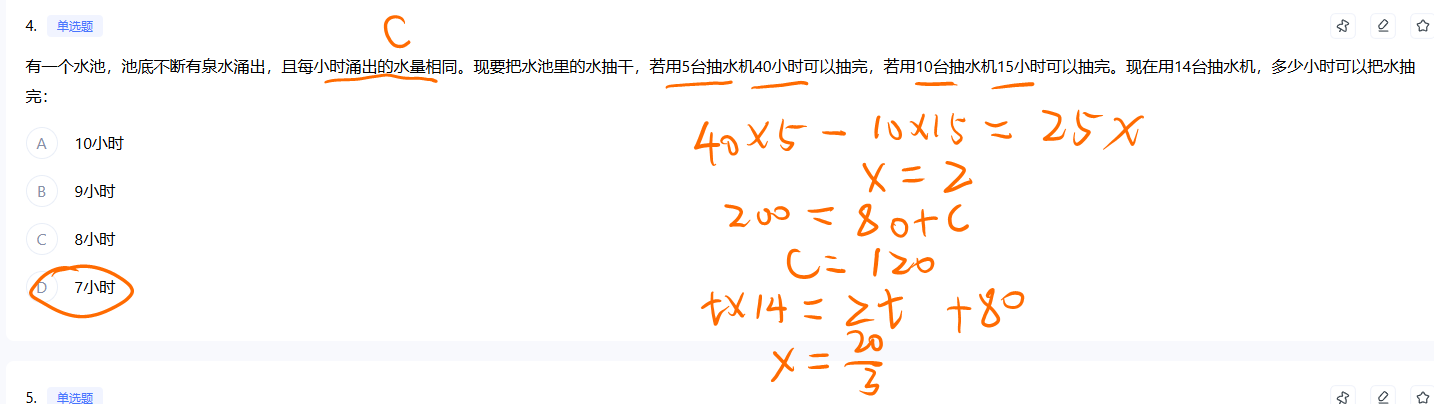 4. 单选题
C
有一个水池，池底不断有泉水涌出，且每小时涌出的水量相同。现要把水池里的水抽干，若用5台抽水机40小时可以抽完，若用10台抽水机15小时可以抽完。现在用14台抽水机，多少小时可以把水抽
完：
A 10小时
B 9小时
C 8小时
D 7小时
40×5 - 10×15 = 25x
x = 2
200 = 80+C
C = 120
t×14 = 2t +80
x = 20/3
5. 单选题